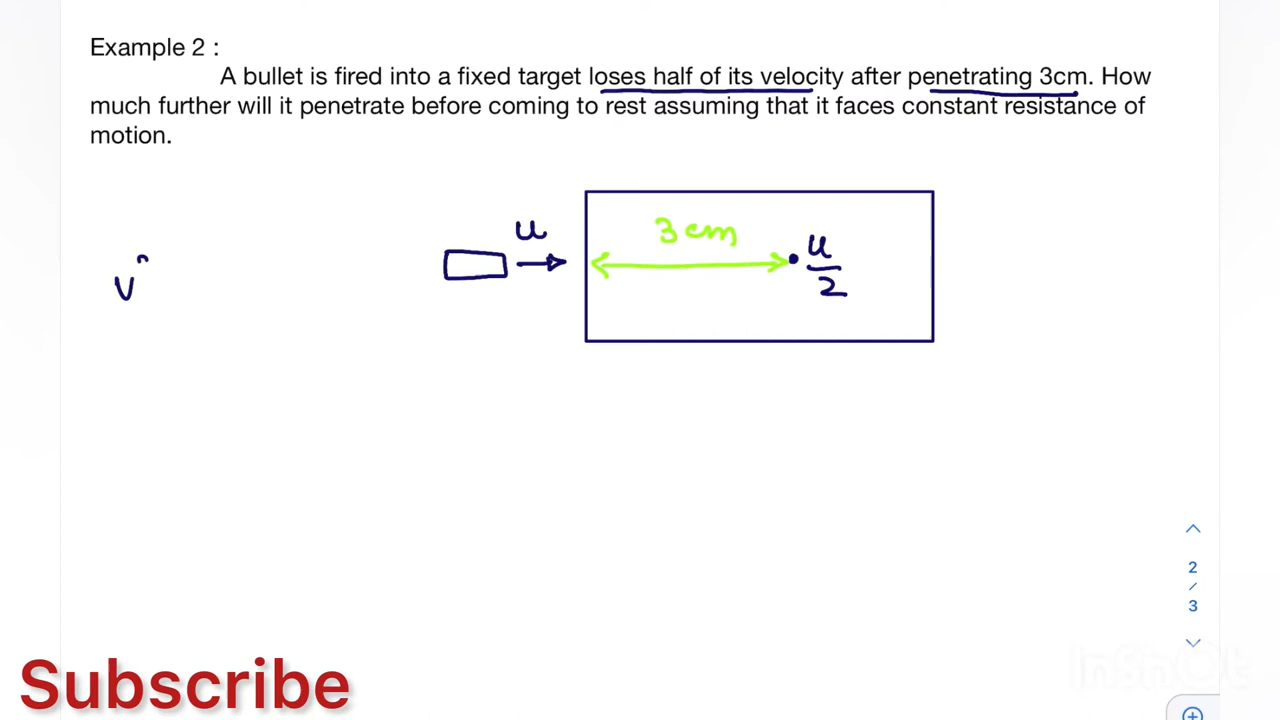 Example 2 :
A bullet is fired into a fixed target loses half of its velocity after penetrating 3cm. How
much further will it penetrate before coming to rest assuming that it faces constant resistance of
motion.
u
3 cm
u
2
v
2
/
3
Subscribe
InShOt